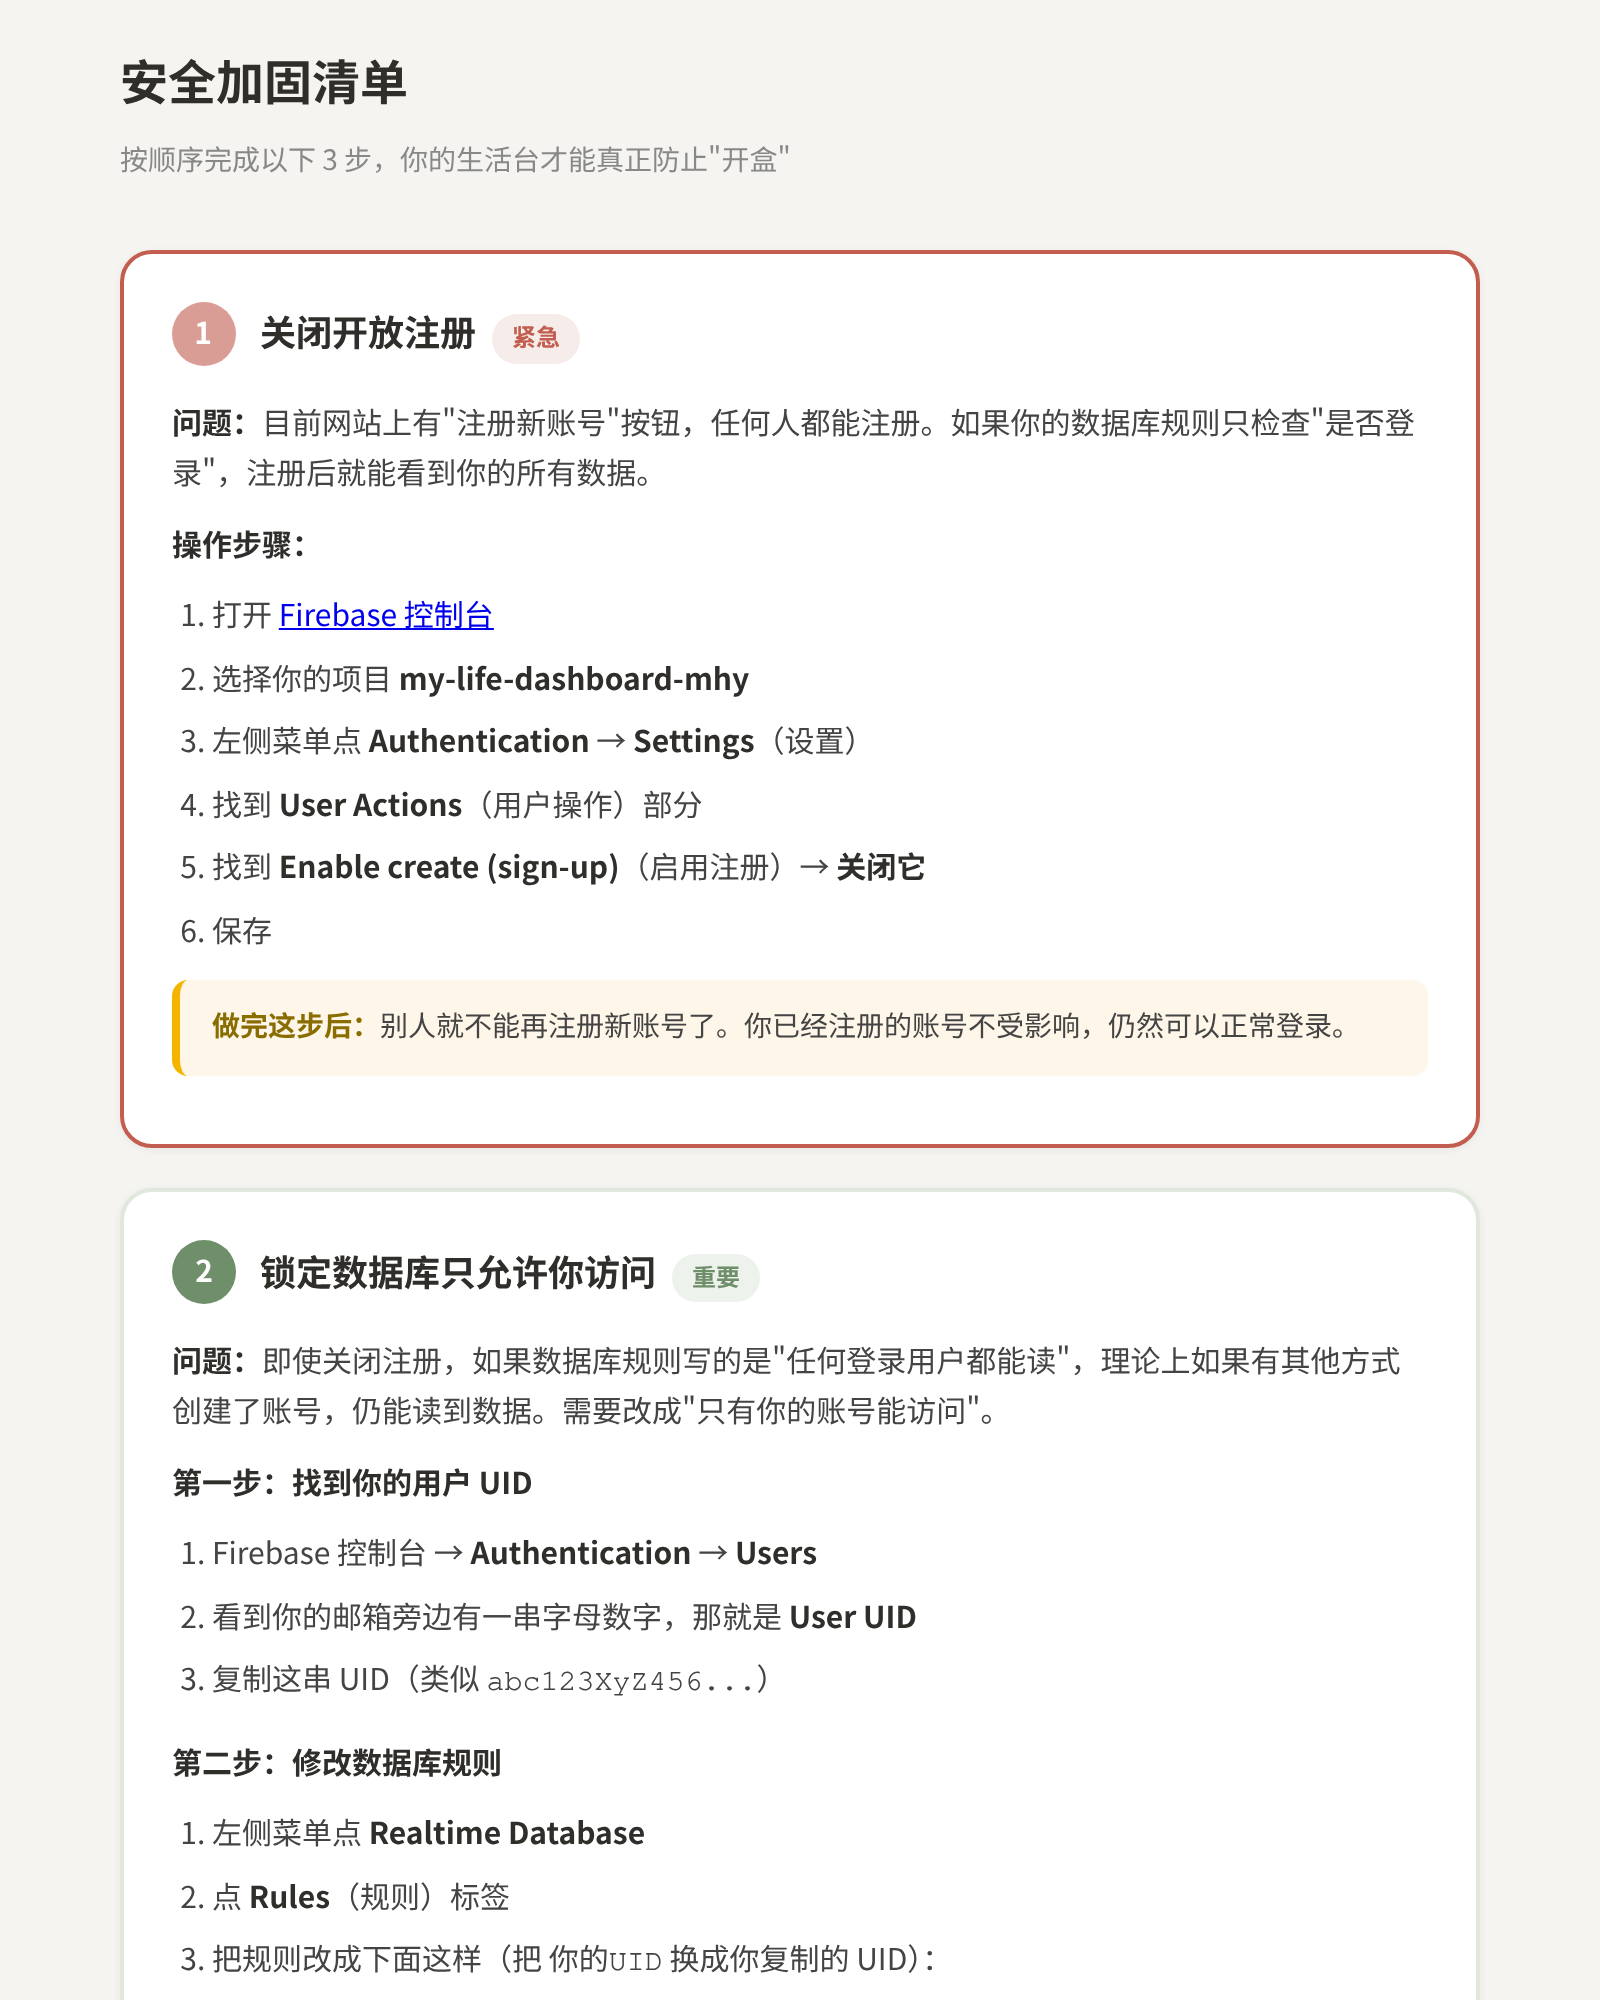 安全加固清单
按顺序完成以下 3 步，你的生活台才能真正防止"开盒"
1 关闭开放注册 紧急
问题：目前网站上有"注册新账号"按钮，任何人都能注册。如果你的数据库规则只检查"是否登
录"，注册后就能看到你的所有数据。
操作步骤：
1. 打开 Firebase 控制台
2. 选择你的项目 my-life-dashboard-mhy
3. 左侧菜单点 Authentication → Settings（设置）
4. 找到 User Actions（用户操作）部分
5. 找到 Enable create (sign-up)（启用注册）→ 关闭它
6. 保存
做完这步后：别人就不能再注册新账号了。你已经注册的账号不受影响，仍然可以正常登录。
2 锁定数据库只允许你访问 重要
问题：即使关闭注册，如果数据库规则写的是"任何登录用户都能读"，理论上如果有其他方式
创建了账号，仍能读到数据。需要改成"只有你的账号能访问"。
第一步：找到你的用户 UID
1. Firebase 控制台 → Authentication → Users
2. 看到你的邮箱旁边有一串字母数字，那就是 User UID
3. 复制这串 UID（类似 abc123XyZ456...）
第二步：修改数据库规则
1. 左侧菜单点 Realtime Database
2. 点 Rules（规则）标签
3. 把规则改成下面这样（把 你的UID 换成你复制的 UID）：